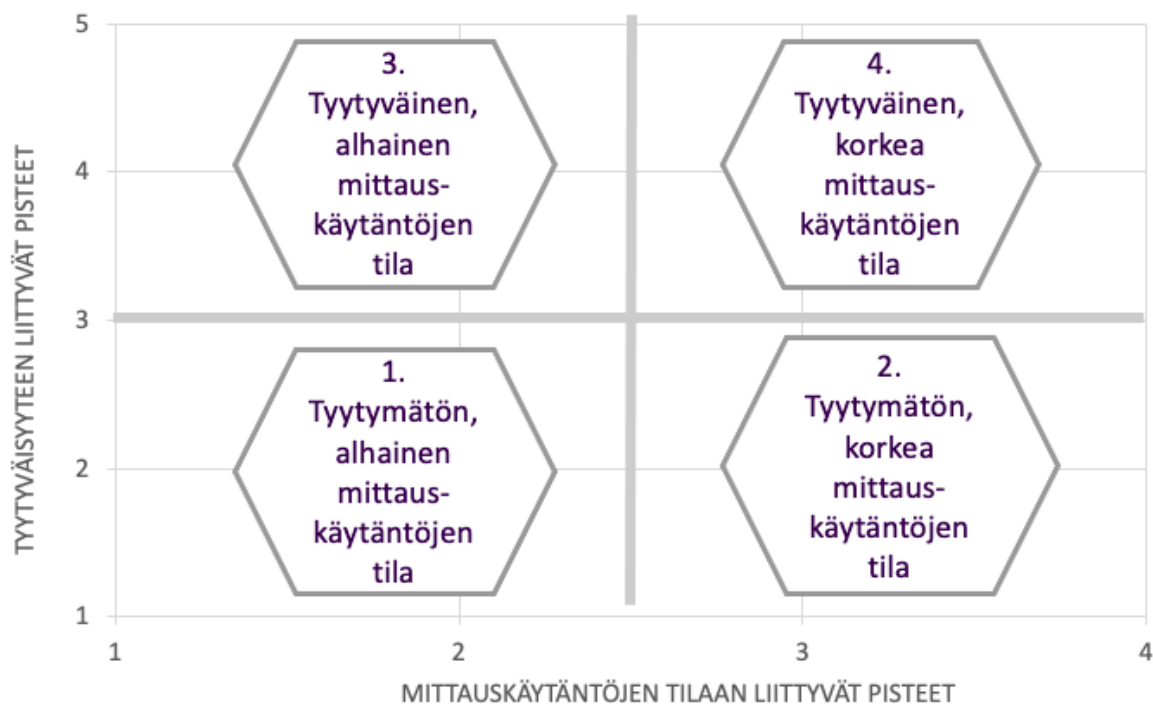 TYYTYVÄISYYTEEN LIITTYVÄT PISTEET
5
4
3
2
1
3.
Tyytyväinen,
alhainen
mittaus-
käytäntöjen
tila
4.
Tyytyväinen,
korkea
mittaus-
käytäntöjen
tila
1.
Tyytymätön,
alhainen
mittaus-
käytäntöjen
tila
2.
Tyytymätön,
korkea
mittaus-
käytäntöjen
tila
1
2
3
4
MITTAUSKÄYTÄNTÖJEN TILAAN LIITTYVÄT PISTEET